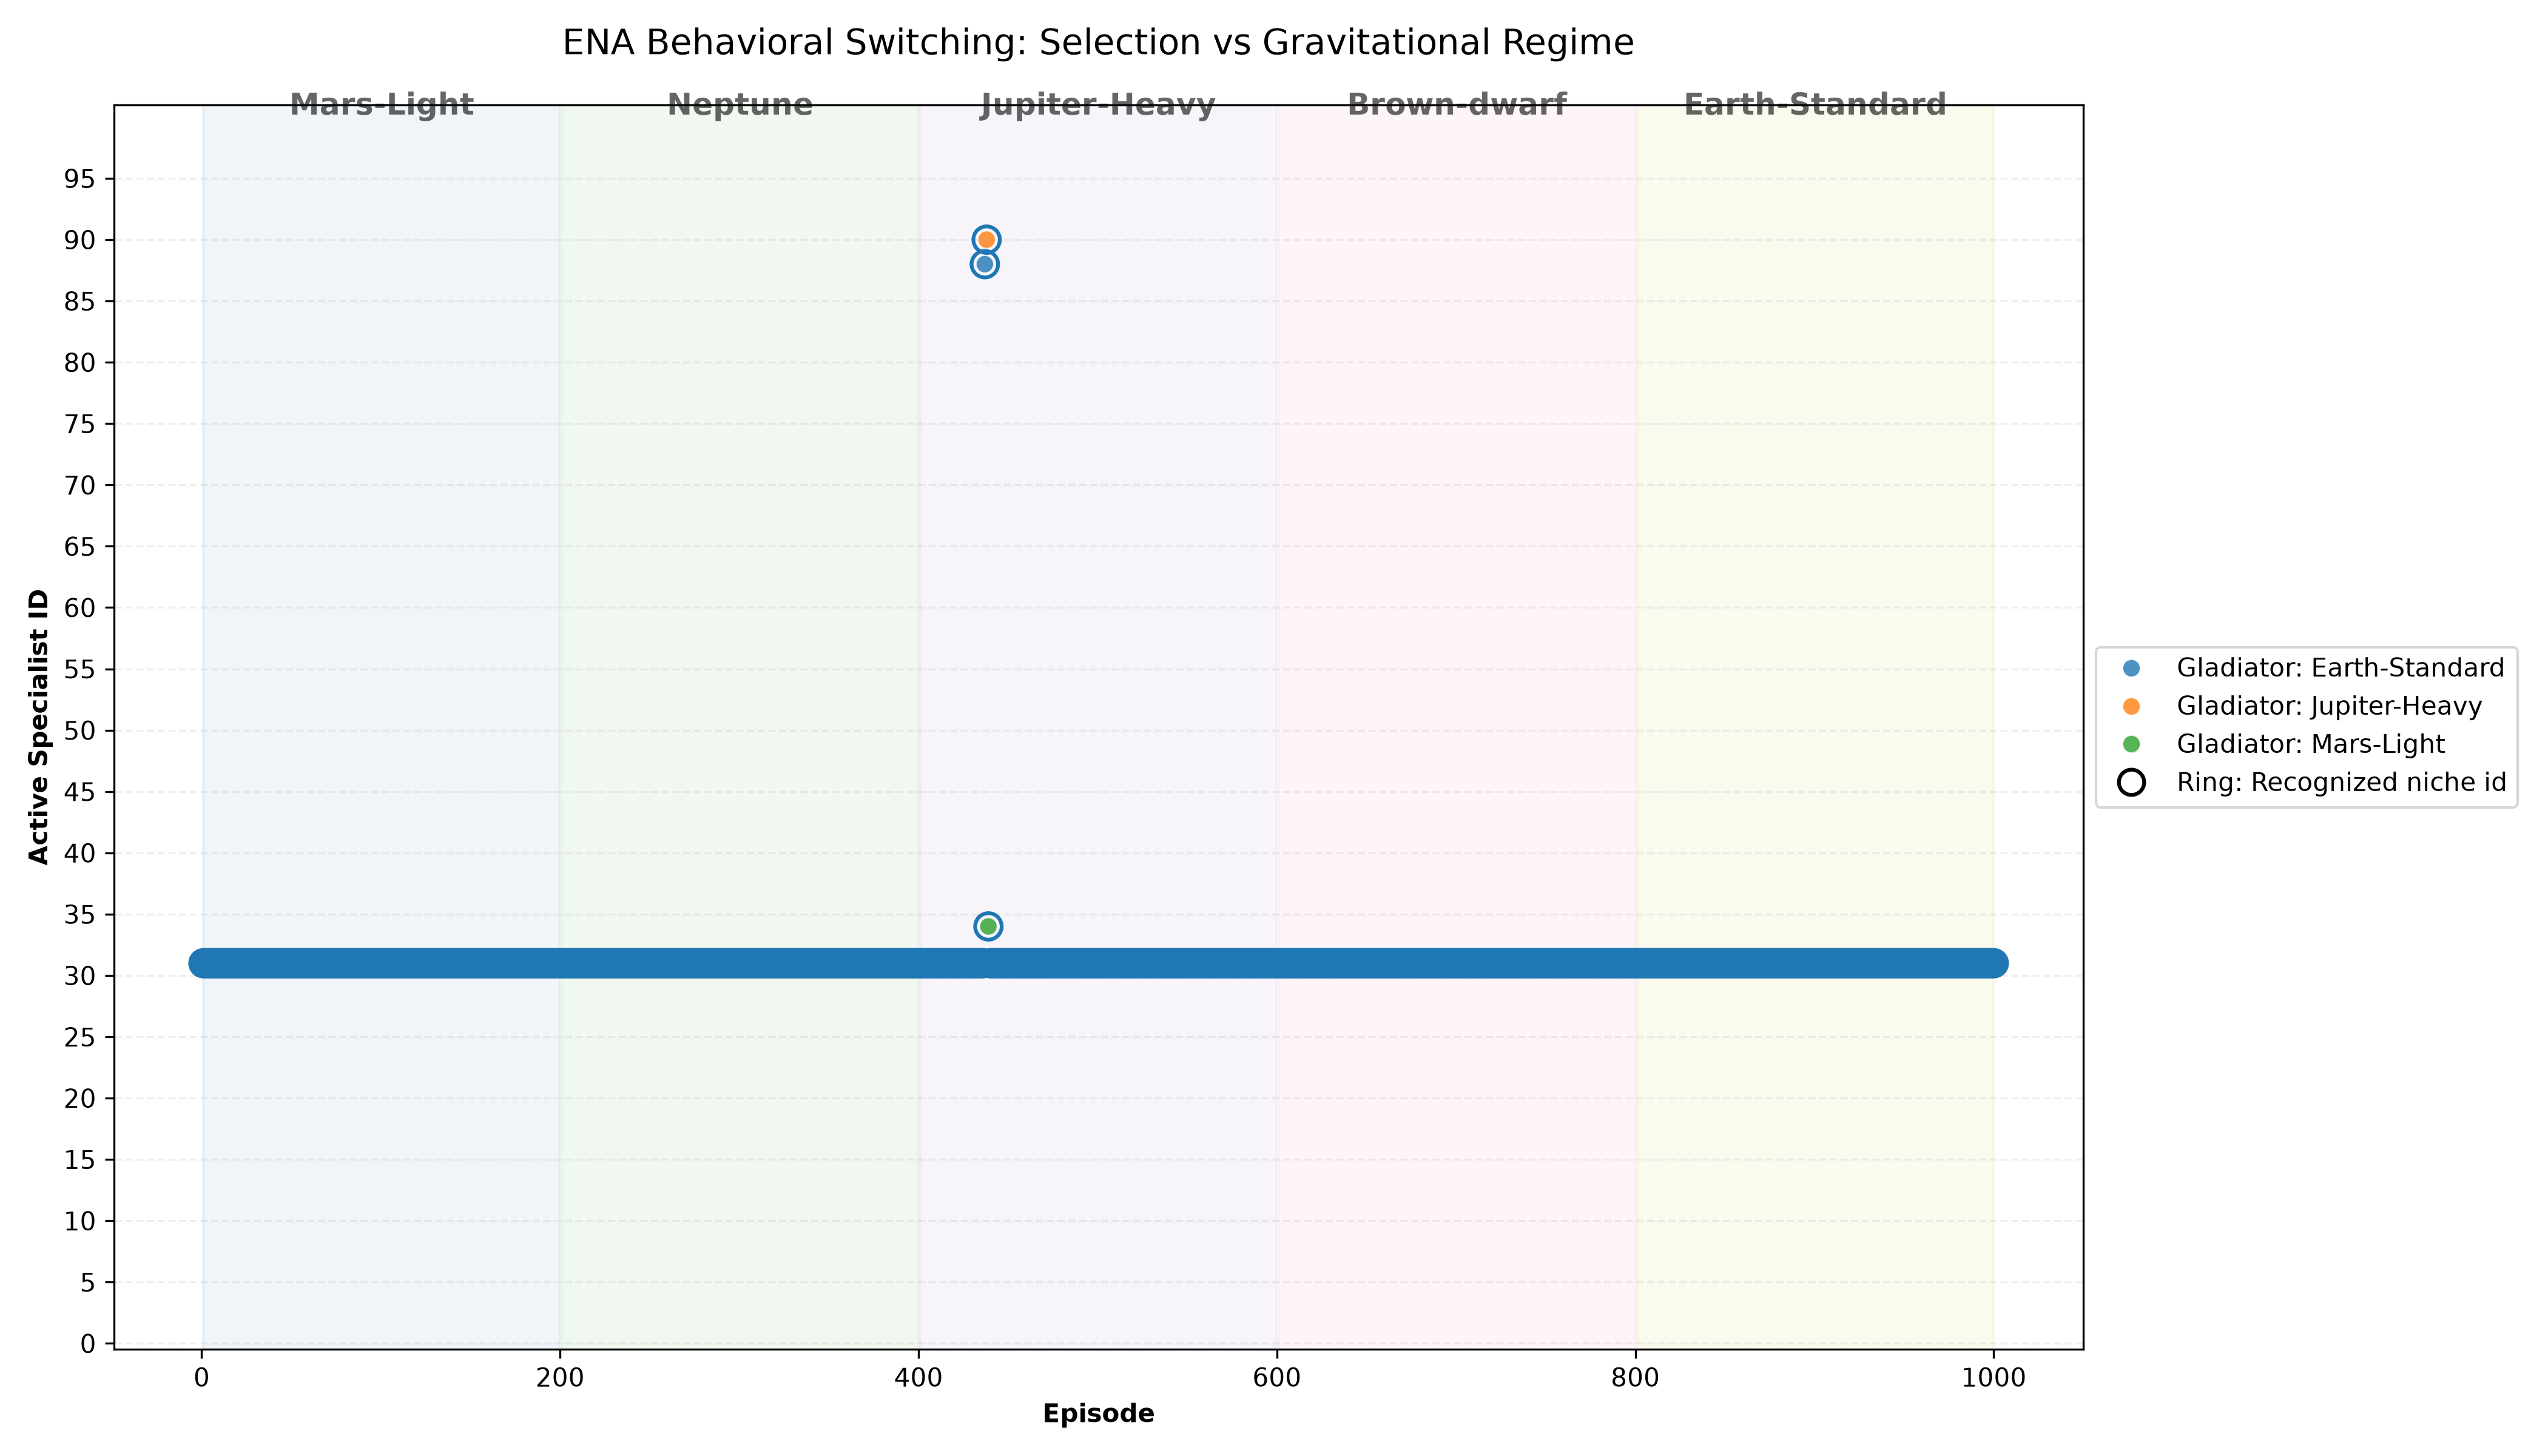 ENA Behavioral Switching: Selection vs Gravitational Regime
Mars-Light Neptune Jupiter-Heavy Brown-dwarf Earth-Standard
95
90
85
80
75
70
65
60
55
50
45
40
35
30
25
20
15
10
5
0
Active Specialist ID
0 200 400 600 800 1000
Episode
Gladiator: Earth-Standard
Gladiator: Jupiter-Heavy
Gladiator: Mars-Light
Ring: Recognized niche id